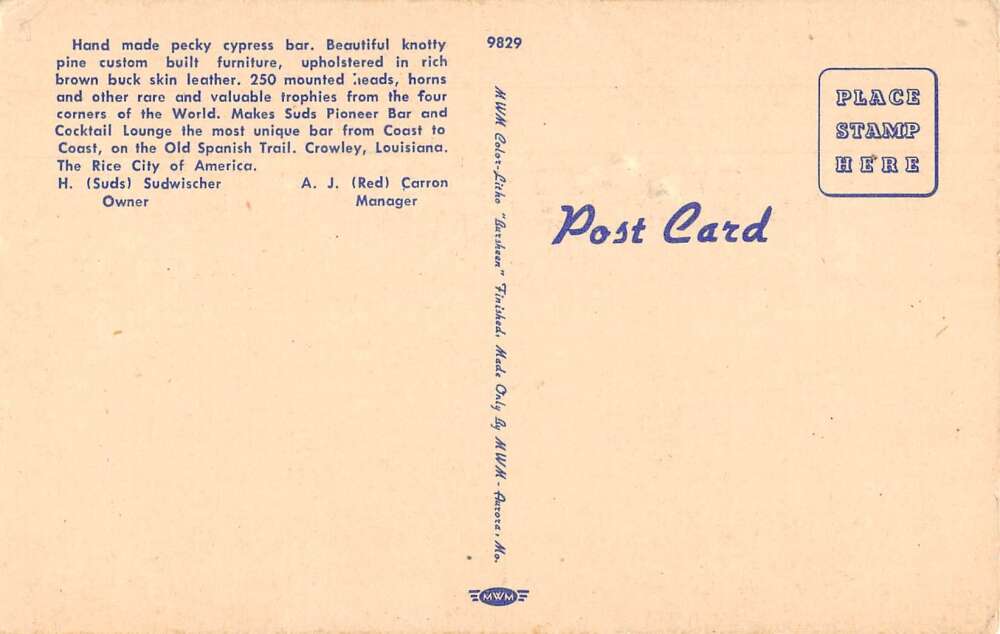 Hand made pecky cypress bar. Beautiful knotty
pine custom built furniture, upholstered in rich
brown buck skin leather. 250 mounted heads, horns
and other rare and valuable trophies from the four
corners of the World. Makes Suds Pioneer Bar and
Cocktail Lounge the most unique bar from Coast to
Coast, on the Old Spanish Trail. Crowley, Louisiana.
The Rice City of America.
H. (Suds) Sudwischer A. J. (Red) Carron
Owner Manager
9829
MWM Color-Litho "Bursheen" Finished, Made Only By MWM - Aurora, Mo.
MWM
Post Card
PLACE
STAMP
HERE